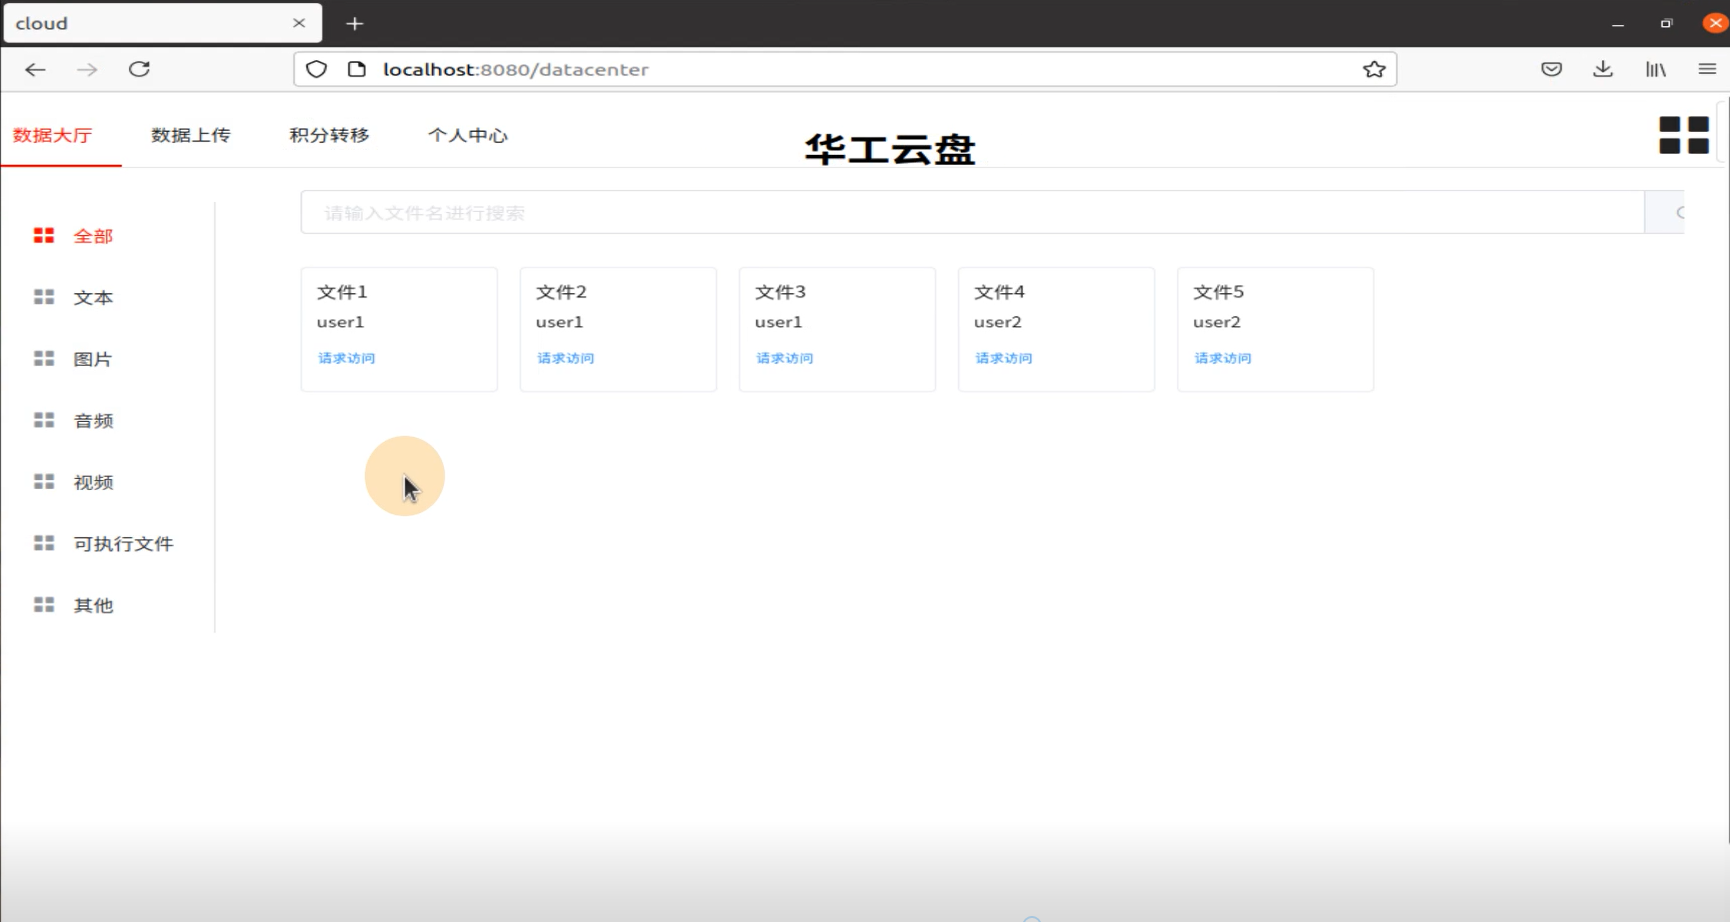 cloud
localhost:8080/datacenter
数据大厅 数据上传 积分转移 个人中心
华工云盘
请输入文件名进行搜索
全部
文本
图片
音频
视频
可执行文件
其他
文件1
user1
请求访问
文件2
user1
请求访问
文件3
user1
请求访问
文件4
user2
请求访问
文件5
user2
请求访问